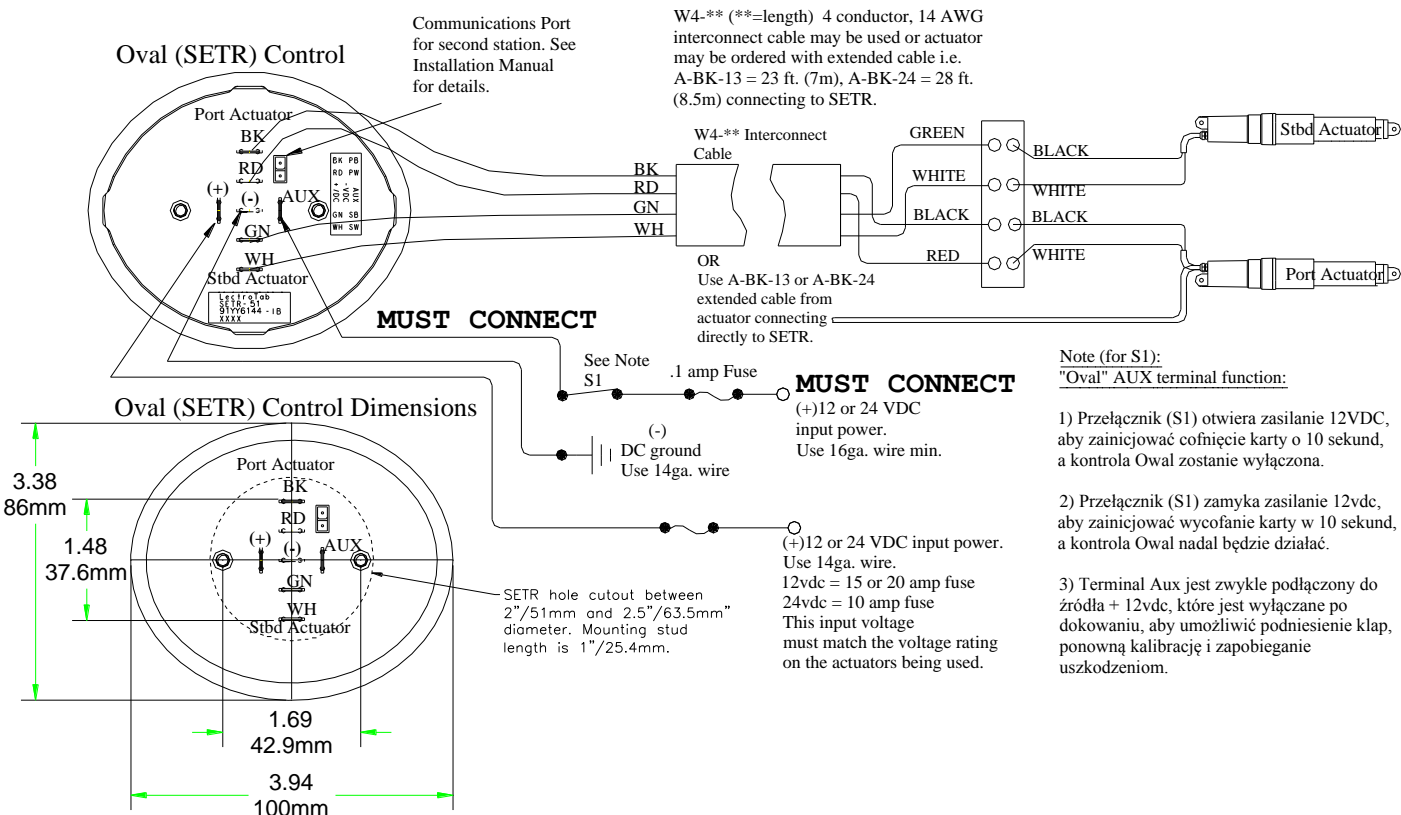 Oval (SETR) Control
Communications Port
for second station. See
Installation Manual
for details.
W4-** (**=length) 4 conductor, 14 AWG
interconnect cable may be used or actuator
may be ordered with extended cable i.e.
A-BK-13 = 23 ft. (7m), A-BK-24 = 28 ft.
(8.5m) connecting to SETR.
Port Actuator
BK
RD
(+)
(-)
AUX
GN
WH
Stbd Actuator
BK PB
RD PW
AUX
-VDC
+VDC
GN SB
WH SW
LectroTab
SETR-51
91YY6144 -IB
XXXX
BK
RD
GN
WH
W4-** Interconnect
Cable
GREEN
WHITE
BLACK
RED
BLACK
WHITE
BLACK
WHITE
Stbd Actuator
Port Actuator
OR
Use A-BK-13 or A-BK-24
extended cable from
actuator connecting
directly to SETR.
MUST CONNECT
See Note
S1
.1 amp Fuse
MUST CONNECT
(+)12 or 24 VDC
input power.
Use 16ga. wire min.
(-)
DC ground
Use 14ga. wire
(+)12 or 24 VDC input power.
Use 14ga. wire.
12vdc = 15 or 20 amp fuse
24vdc = 10 amp fuse
This input voltage
must match the voltage rating
on the actuators being used.
Note (for S1):
"Oval" AUX terminal function:
1) Przełącznik (S1) otwiera zasilanie 12VDC,
aby zainicjować cofnięcie karty o 10 sekund,
a kontrola Owal zostanie wyłączona.
2) Przełącznik (S1) zamyka zasilanie 12vdc,
aby zainicjować wycofanie karty w 10 sekund,
a kontrola Owal nadal będzie działać.
3) Terminal Aux jest zwykle podłączony do
źródła + 12vdc, które jest wyłączane po
dokowaniu, aby umożliwić podniesienie klap,
ponowną kalibrację i zapobieganie
uszkodzeniom.
Oval (SETR) Control Dimensions
Port Actuator
BK
RD
(+)
(-)
AUX
GN
WH
Stbd Actuator
3.38
86mm
1.48
37.6mm
1.69
42.9mm
3.94
100mm
SETR hole cutout between
2"/51mm and 2.5"/63.5mm"
diameter. Mounting stud
length is 1"/25.4mm.